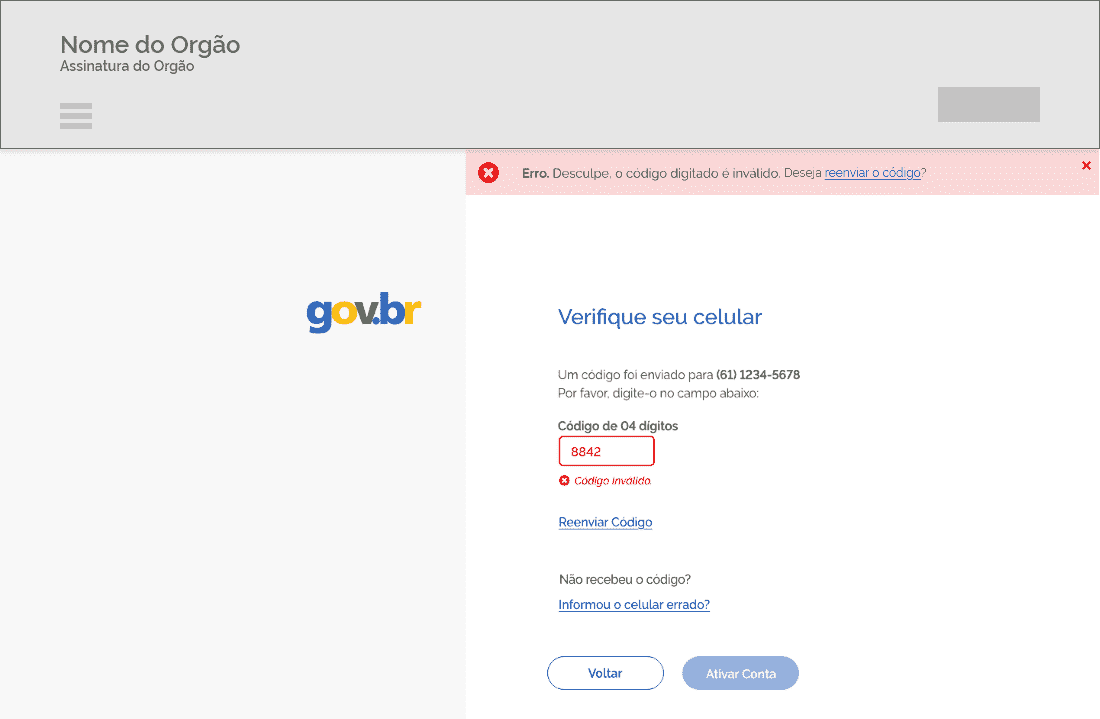 Nome do Orgão
Assinatura do Orgão
Erro. Desculpe, o código digitado é inválido. Deseja reenviar o código?
gov.br
Verifique seu celular
Um código foi enviado para (61) 1234-5678
Por favor, digite-o no campo abaixo:
Código de 04 dígitos
8842
Código inválido.
Reenviar Código
Não recebeu o código?
Informou o celular errado?
Voltar
Ativar Conta